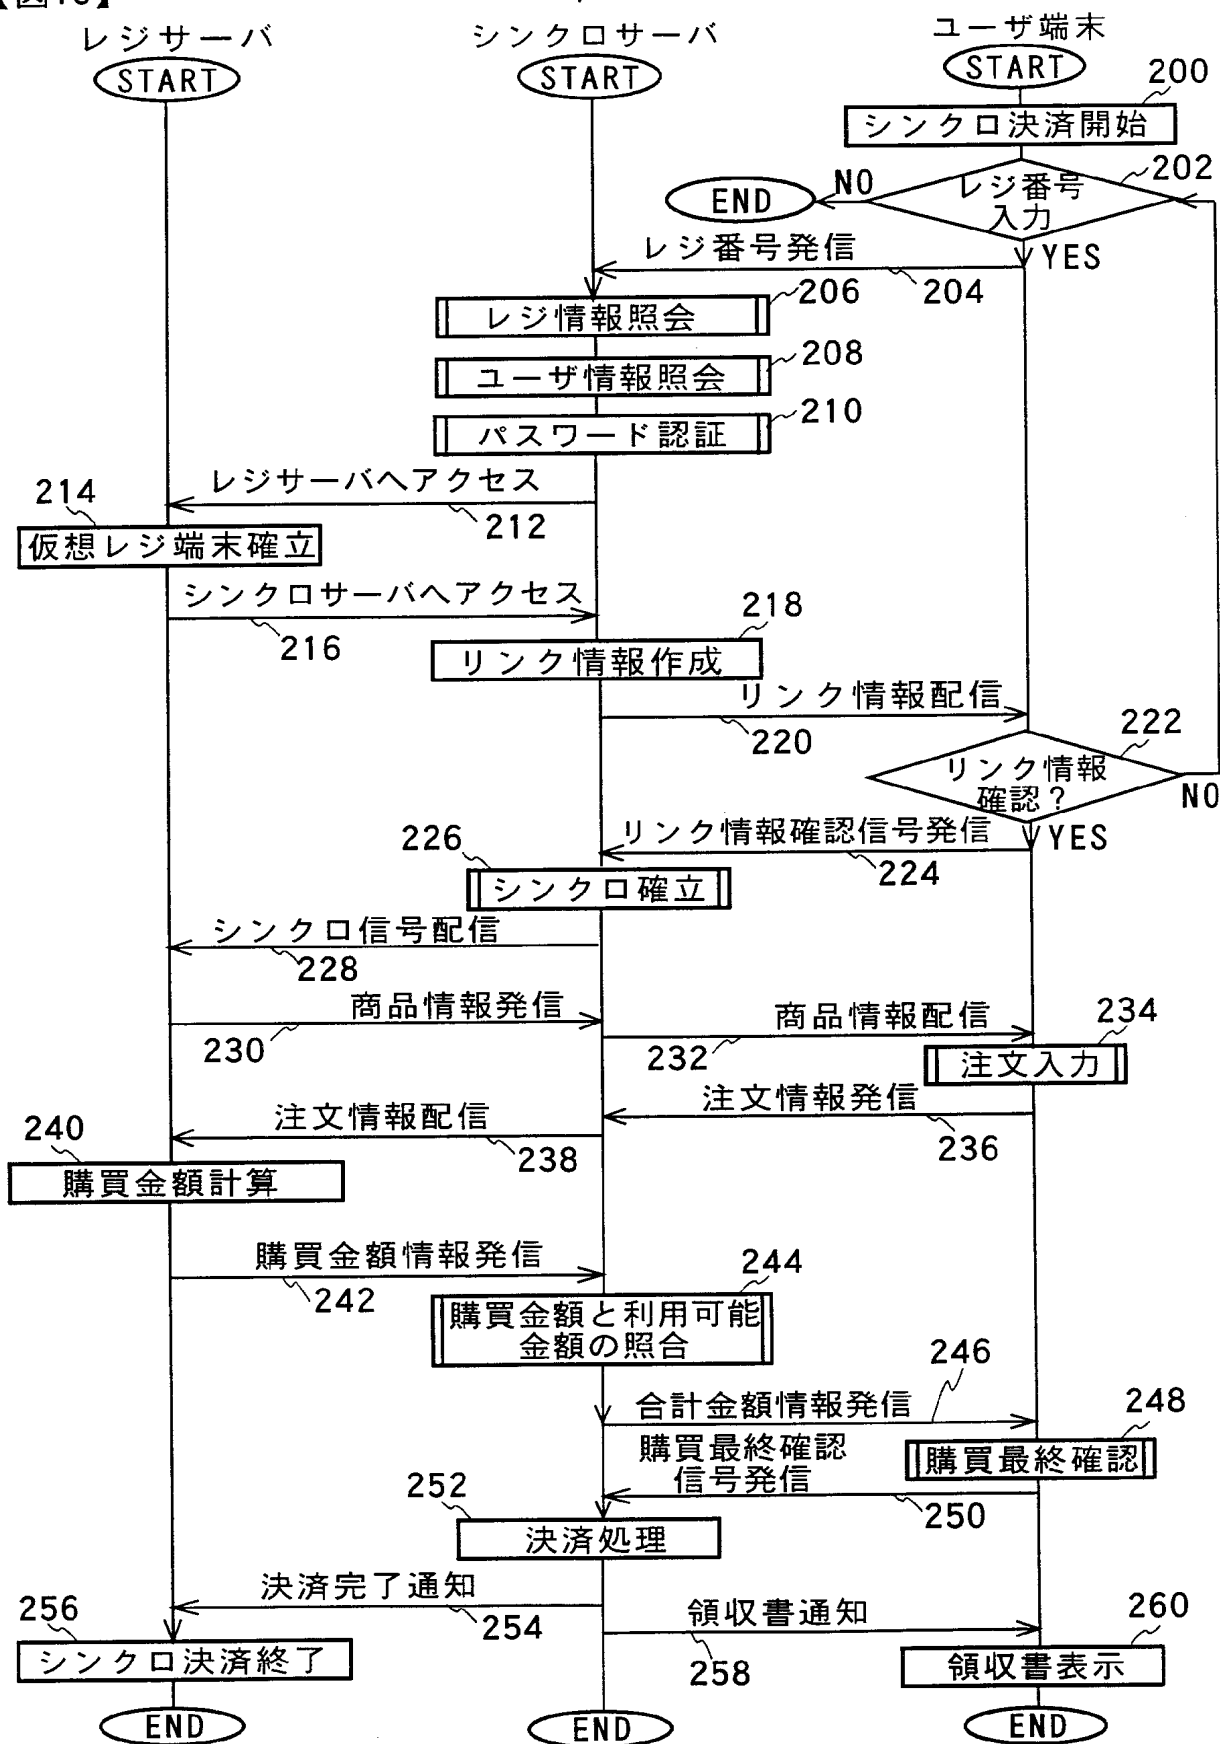 レジサーバ
シンクロサーバ
ユーザ端末
START
START
START
200
シンクロ決済開始
202
レジ番号
入力
NO
END
YES
レジ番号発信
204
206
レジ情報照会
208
ユーザ情報照会
210
パスワード認証
レジサーバへアクセス
212
214
仮想レジ端末確立
シンクロサーバへアクセス
216
218
リンク情報作成
リンク情報配信
220
222
リンク情報
確認?
NO
YES
リンク情報確認信号発信
224
226
シンクロ確立
シンクロ信号配信
228
商品情報発信
230
商品情報配信
232
234
注文入力
注文情報発信
236
注文情報配信
238
240
購買金額計算
購買金額情報発信
242
244
購買金額と利用可能
金額の照合
246
合計金額情報発信
248
購買最終確認
購買最終確認
信号発信
250
252
決済処理
決済完了通知
254
256
シンクロ決済終了
領収書通知
258
260
領収書表示
END
END
END